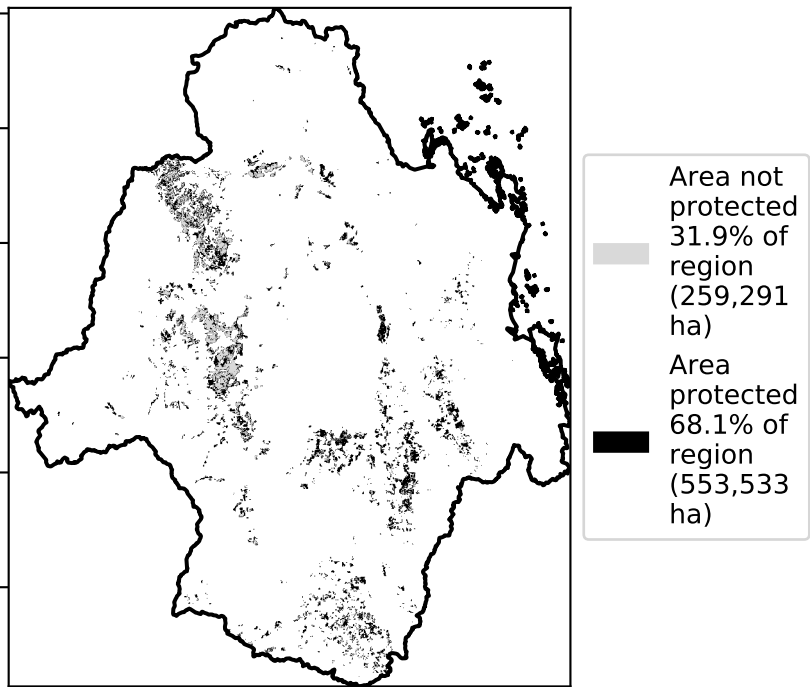 Area not
protected
31.9% of
region
(259,291
ha)
Area
protected
68.1% of
region
(553,533
ha)